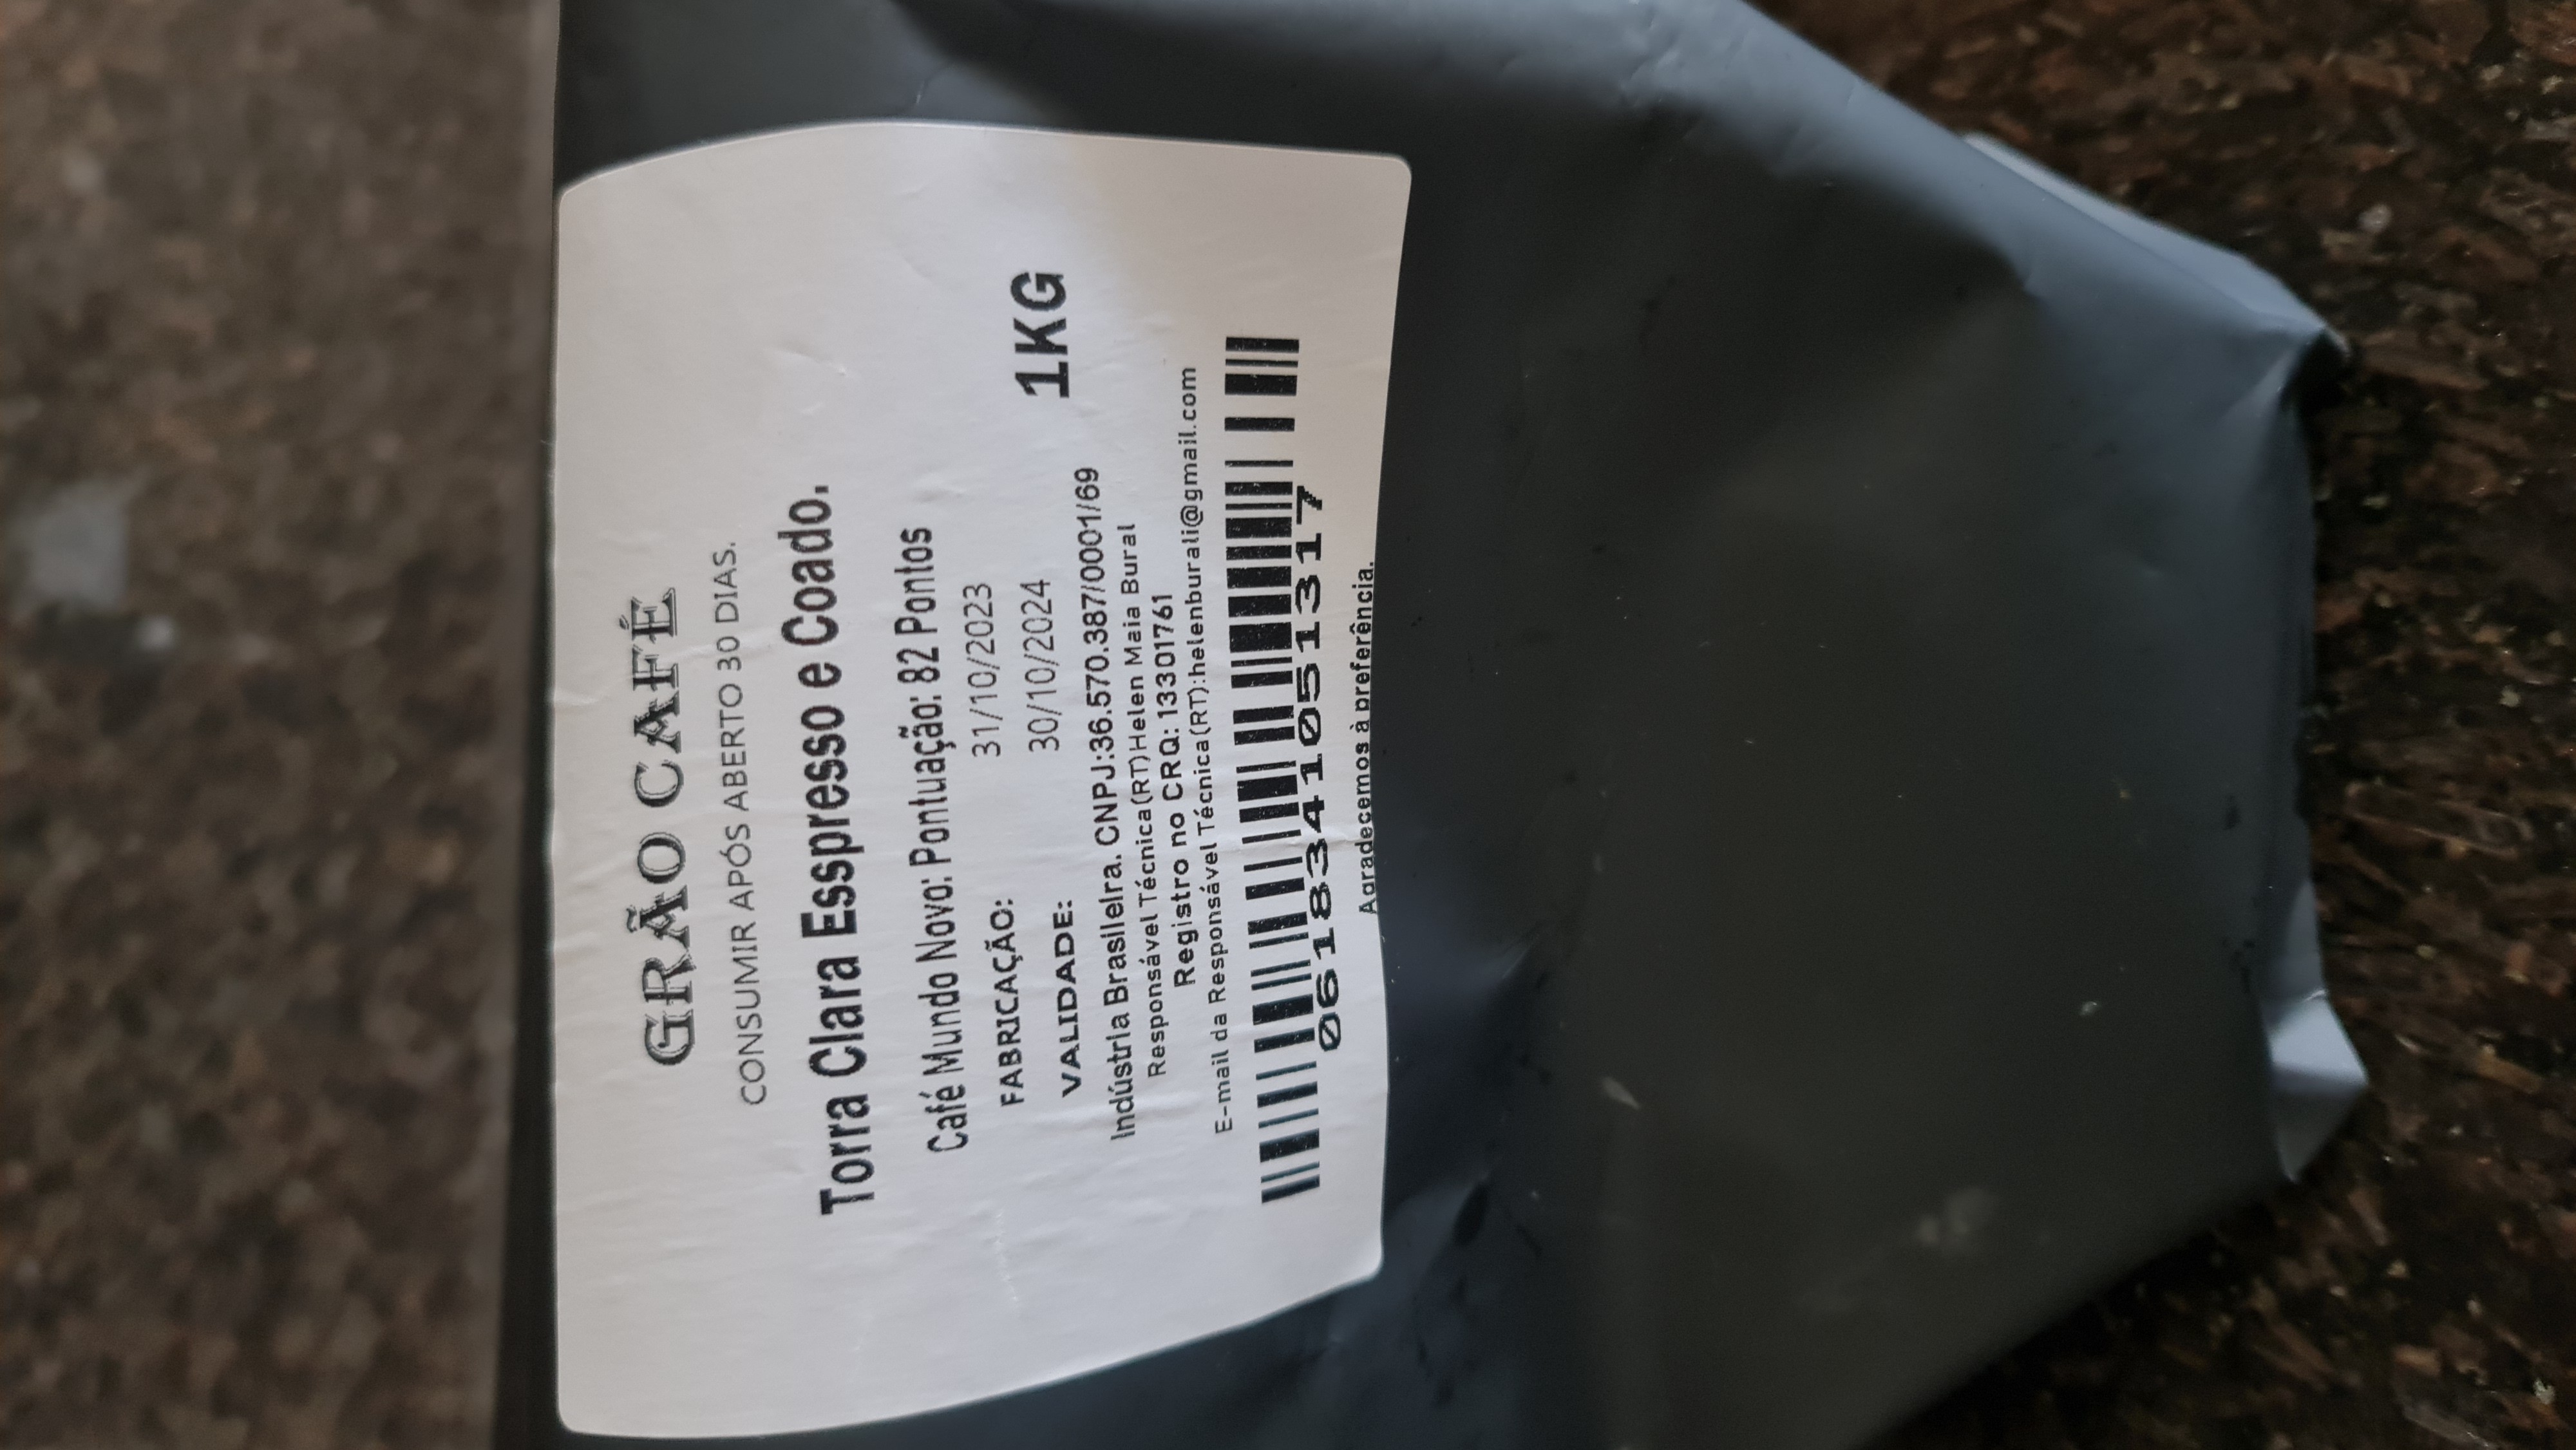 GRÃO CAFÉ
CONSUMIR APÓS ABERTO 30 DIAS.
Torra Clara Esspresso e Coado.
Café Mundo Novo: Pontuação: 82 Pontos
FABRICAÇÃO: 31/10/2023
VALIDADE: 30/10/2024 1KG
Indústria Brasileira. CNPJ:36.570.387/0001/69
Responsável Técnica(RT)Helen Maia Bural
Registro no CRQ: 13301761
E-mail da Responsável Técnica(RT):helenburali@gmail.com
0618341051317
Agradecemos à preferência.